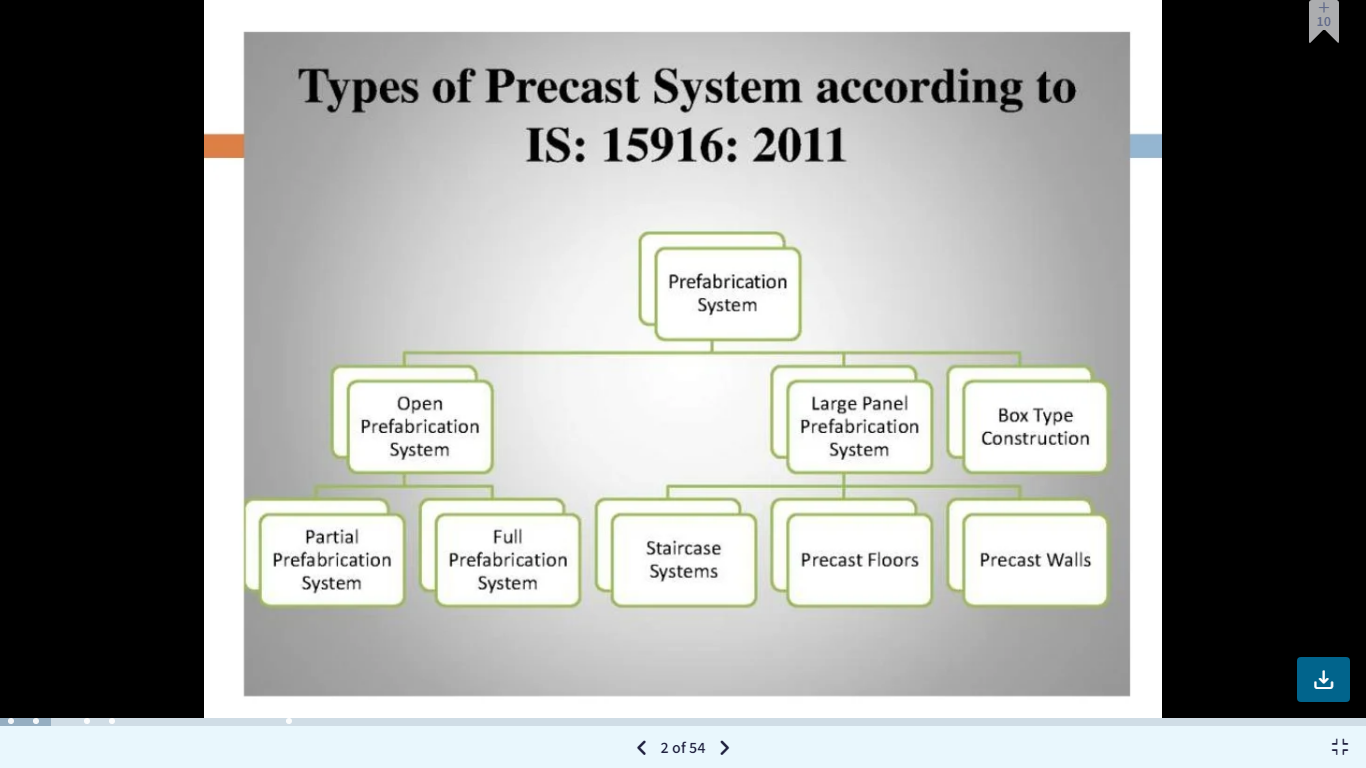 +
10
Types of Precast System according to
IS: 15916: 2011
Prefabrication
System
Open
Prefabrication
System
Large Panel
Prefabrication
System
Box Type
Construction
Partial
Prefabrication
System
Full
Prefabrication
System
Staircase
Systems
Precast Floors
Precast Walls
2 of 54